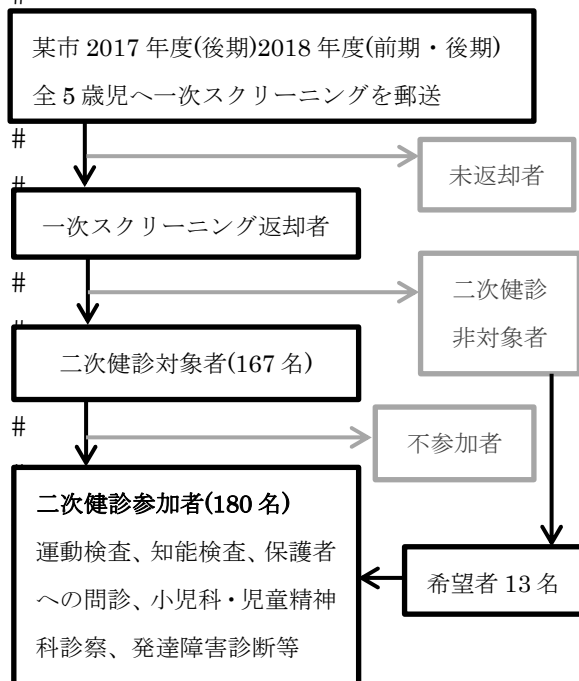 #
某市 2017 年度(後期)2018 年度(前期・後期)
全 5 歳児へ一次スクリーニングを郵送
#
未返却者
#
一次スクリーニング返却者
#
二次健診
非対象者
#
二次健診対象者(167 名)
#
不参加者
#
二次健診参加者(180 名)
運動検査、知能検査、保護者
への問診、小児科・児童精神
科診察、発達障害診断等
希望者 13 名